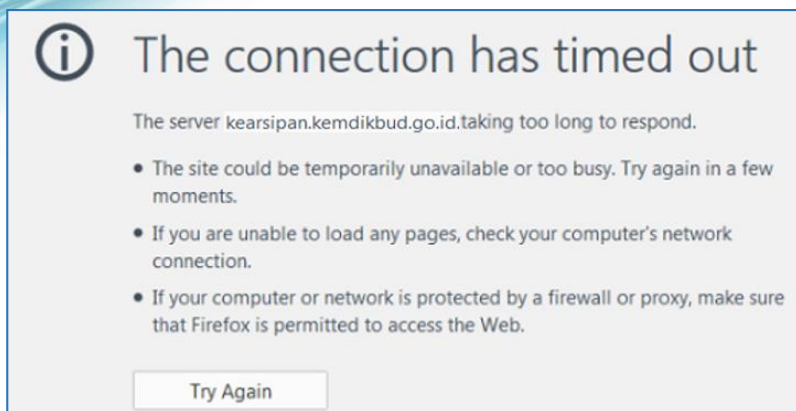 The connection has timed out
The server kearsipan.kemdikbud.go.id.taking too long to respond.
• The site could be temporarily unavailable or too busy. Try again in a few
moments.
• If you are unable to load any pages, check your computer's network
connection.
• If your computer or network is protected by a firewall or proxy, make sure
that Firefox is permitted to access the Web.
Try Again